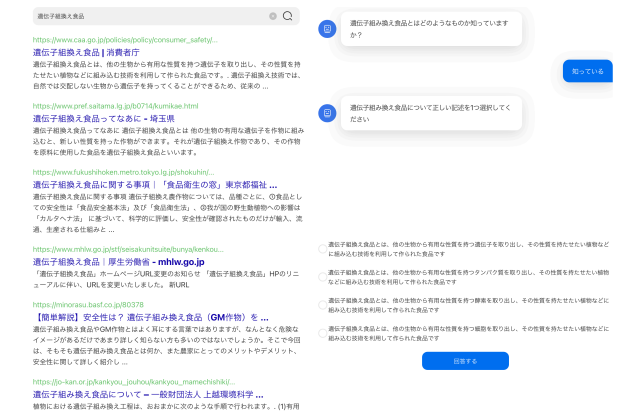 遺伝子組換え食品
https://www.caa.go.jp/policies/policy/consumer_safety/...
遺伝子組換え食品 | 消費者庁
遺伝子組換え食品とは、他の生物から有用な性質を持つ遺伝子を取り出し、その性質を持
たせたい植物などに組み込む技術を利用して作られた食品です。. 遺伝子組換え技術では、
自然では交配しない生物から遺伝子を持ってくることができるため、従来の ...
https://www.pref.saitama.lg.jp/b0714/kumikae.html
遺伝子組換え食品ってなあに - 埼玉県
遺伝子組換え食品ってなあに 遺伝子組換え食品とは 他の生物の有用な遺伝子を作物に組み
込むと、新しい性質を持った作物ができます。それが遺伝子組換え作物であり、その作物
を原料に使用した食品を遺伝子組換え食品といいます。
https://www.fukushihoken.metro.tokyo.lg.jp/shokuhin/...
遺伝子組換え食品に関する事項｜「食品衛生の窓」東京都福祉 ...
遺伝子組換え食品に関する事項 遺伝子組換え農作物については、品種ごとに、①食品とし
ての安全性は「食品安全基本法」及び「食品衛生法」、②我が国の野生動植物への影響は
「カルタヘナ法」 に基づいて、科学的に評価し、安全性が確認されたものだけが輸入、流
通、生産される仕組みと ...
https://www.mhlw.go.jp/stf/seisakunitsuite/bunya/kenkou...
遺伝子組換え食品｜厚生労働省 - mhlw.go.jp
「遺伝子組換え食品」ホームページURL変更のお知らせ 「遺伝子組換え食品」HPのリニ
ューアルに伴い、URLを変更いたしました。 新URL
https://minorasu.basf.co.jp/80378
【簡単解説】安全性は？ 遺伝子組み換え食品（GM作物）を ...
遺伝子組み換え食品やGM作物とはよく耳にする言葉ではありますが、なんとなく危険な
イメージがあるだけであまり詳しく知らない方も多いのではないでしょうか。そこで今回
は、そもそも遺伝子組み換え食品とは何か、また農家にとってのメリットやデメリット、
安全性に関して詳しく紹介し ...
https://jo-kan.or.jp/kankyou_jouhou/kankyou_mamechishiki/...
遺伝子組み換え食品について – 一般財団法人 上越環境科学 ...
植物における遺伝子組み換え工程は、おおまかに次のような手順で行われます。. (1)有用
遺伝子組み換え食品とはどのようなものか知っています
か？
知っている
遺伝子組み換え食品について正しい記述を1つ選択してく
ださい
遺伝子組み換え食品とは、他の生物から有用な性質を持つ遺伝子を取り出し、その性質を持たせたい植物など
に組み込む技術を利用して作られた食品です
遺伝子組み換え食品とは、他の生物から有用な性質を持つタンパク質を取り出し、その性質を持たせたい植物
などに組み込む技術を利用して作られた食品です
遺伝子組み換え食品とは、他の生物から有用な性質を持つ酵素を取り出し、その性質を持たせたい植物などに
組み込む技術を利用して作られた食品です
遺伝子組み換え食品とは、他の生物から有用な性質を持つ細胞を取り出し、その性質を持たせたい植物などに
組み込む技術を利用して作られた食品です
回答する